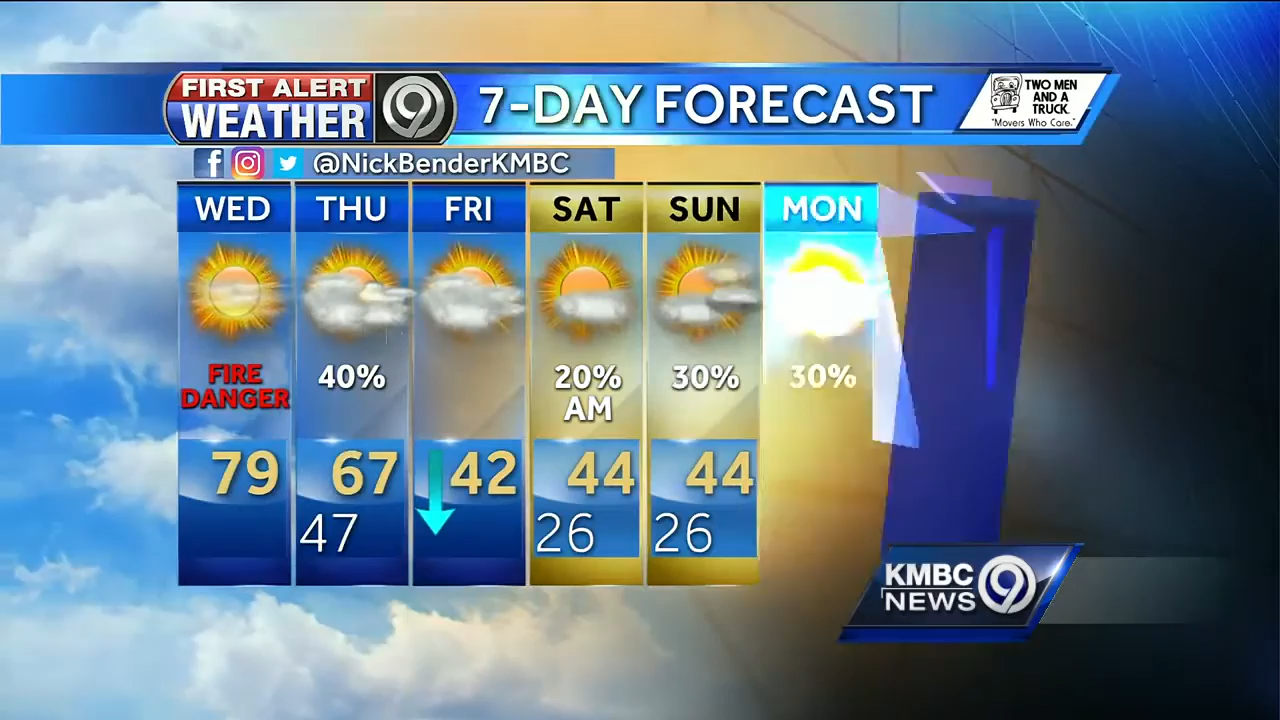 FIRST ALERT
WEATHER 9
7-DAY FORECAST
TWO MEN
AND A
TRUCK
"Movers Who Care."
@NickBenderKMBC
WED THU FRI SAT SUN MON
FIRE
DANGER
40%
20%
AM
30%
30%
79 67 42 44 44
47 26 26
KMBC
NEWS 9